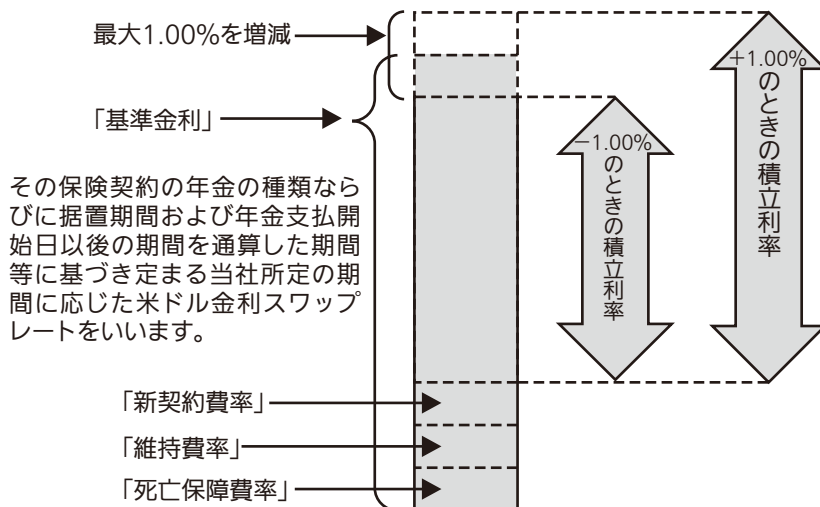 最大1.00%を増減
「基準金利」
その保険契約の年金の種類なら
びに据置期間および年金支払開
始日以後の期間を通算した期間
等に基づき定まる当社所定の期
間に応じた米ドル金利スワップ
レートをいいます。
「新契約費率」
「維持費率」
「死亡保障費率」
－1.00%
のときの積立利率
＋1.00%
のときの積立利率